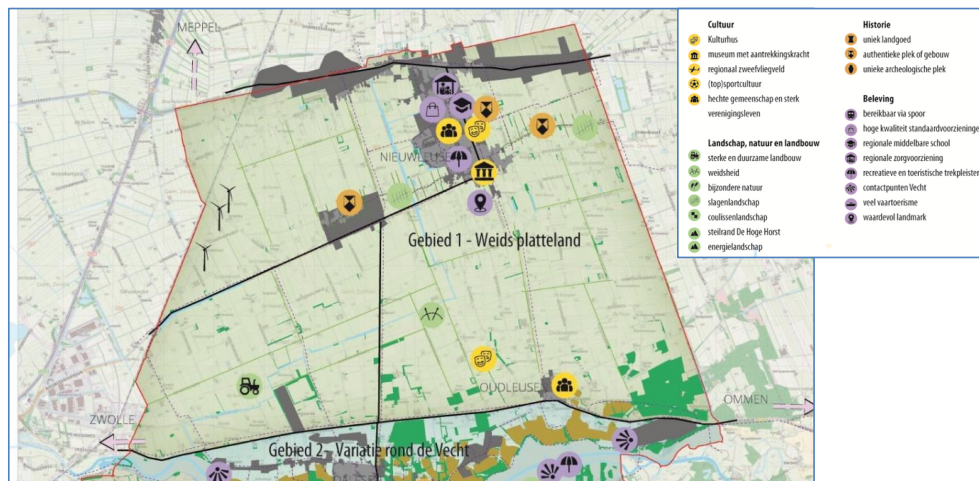 MEPPEL
NIEUWLEUSEN
Gebied 1 - Weids platteland
OUDLEUSEN
OMMEN
ZWOLLE
Gebied 2 - Variatie rond de Vecht
Cultuur
Kulturhus
museum met aantrekkingskracht
regionaal zweefvliegveld
(top)sportcultuur
hechte gemeenschap en sterk
verenigingsleven
Landschap, natuur en landbouw
sterke en duurzame landbouw
weidsheid
bijzondere natuur
slagenlandschap
coulissenlandschap
steilrand De Hoge Horst
energielandschap
Historie
uniek landgoed
authentieke plek of gebouw
unieke archeologische plek
Beleving
bereikbaar via spoor
hoge kwaliteit standaardvoorzieningen
regionale middelbare school
regionale zorgvoorziening
recreatieve en toeristische trekpleister
contactpunten Vecht
veel vaartoerisme
waardevol landmark